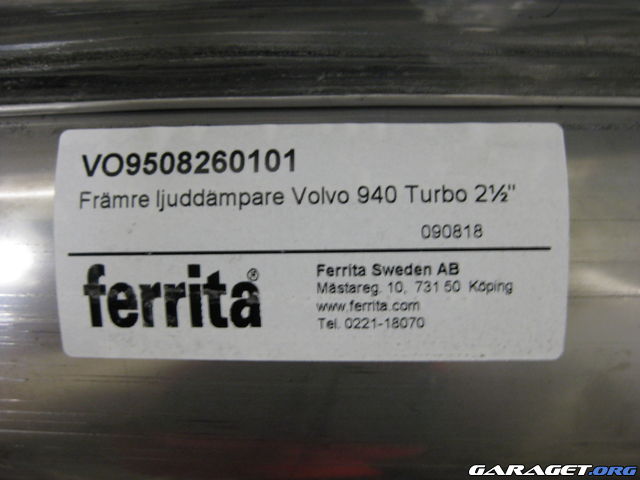 VO9508260101
Främre ljuddämpare Volvo 940 Turbo 2½"
090818
ferrita®
Ferrita Sweden AB
Mästareg. 10, 731 50 Köping
www.ferrita.com
Tel. 0221-18070
GARAGET.ORG